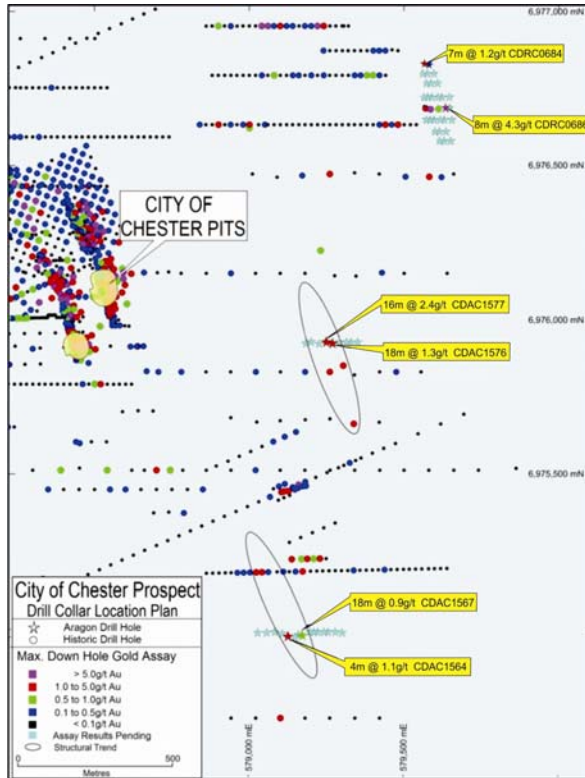 6,977,000 mN
7m @ 1.2g/t CDRC0684
8m @ 4.3g/t CDRC0686
6,976,500 mN
CITY OF
CHESTER PITS
16m @ 2.4g/t CDAC1577
6,976,000 mN
18m @ 1.3g/t CDAC1576
6,975,500 mN
18m @ 0.9g/t CDAC1567
4m @ 1.1g/t CDAC1564
City of Chester Prospect
Drill Collar Location Plan
Aragon Drill Hole
Historic Drill Hole
Max. Down Hole Gold Assay
> 5.0g/t Au
1.0 to 5.0g/t Au
0.5 to 1.0g/t Au
0.1 to 0.5g/t Au
< 0.1g/t Au
Assay Results Pending
Structural Trend
0 500
Metres
579,000 mE
579,500 mE